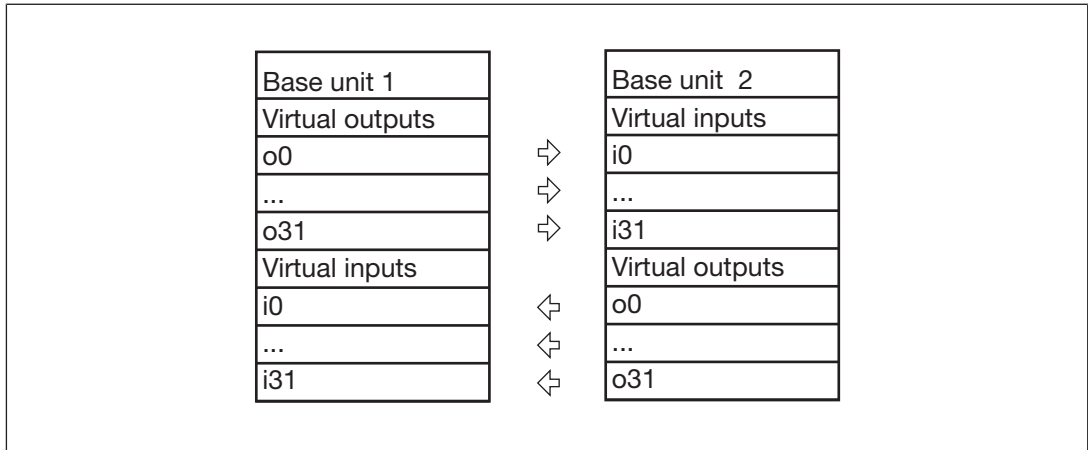 Base unit 1
Virtual outputs
o0
...
o31
Virtual inputs
i0
...
i31
Base unit 2
Virtual inputs
i0
...
i31
Virtual outputs
o0
...
o31